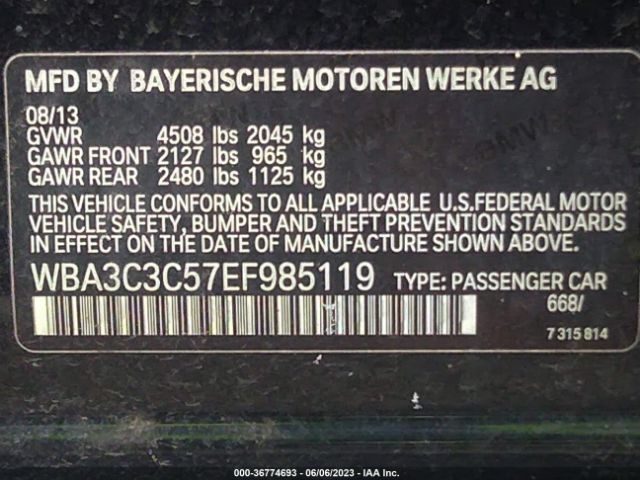 MFD BY BAYERISCHE MOTOREN WERKE AG
08/13
GVWR 4508 lbs 2045 kg
GAWR FRONT 2127 lbs 965 kg
GAWR REAR 2480 lbs 1125 kg
THIS VEHICLE CONFORMS TO ALL APPLICABLE U.S.FEDERAL MOTOR
VEHICLE SAFETY, BUMPER AND THEFT PREVENTION STANDARDS
IN EFFECT ON THE DATE OF MANUFACTURE SHOWN ABOVE.
WBA3C3C57EF985119 TYPE: PASSENGER CAR
668/
7 315 814
000-36774693 - 06/06/2023 - IAA Inc.